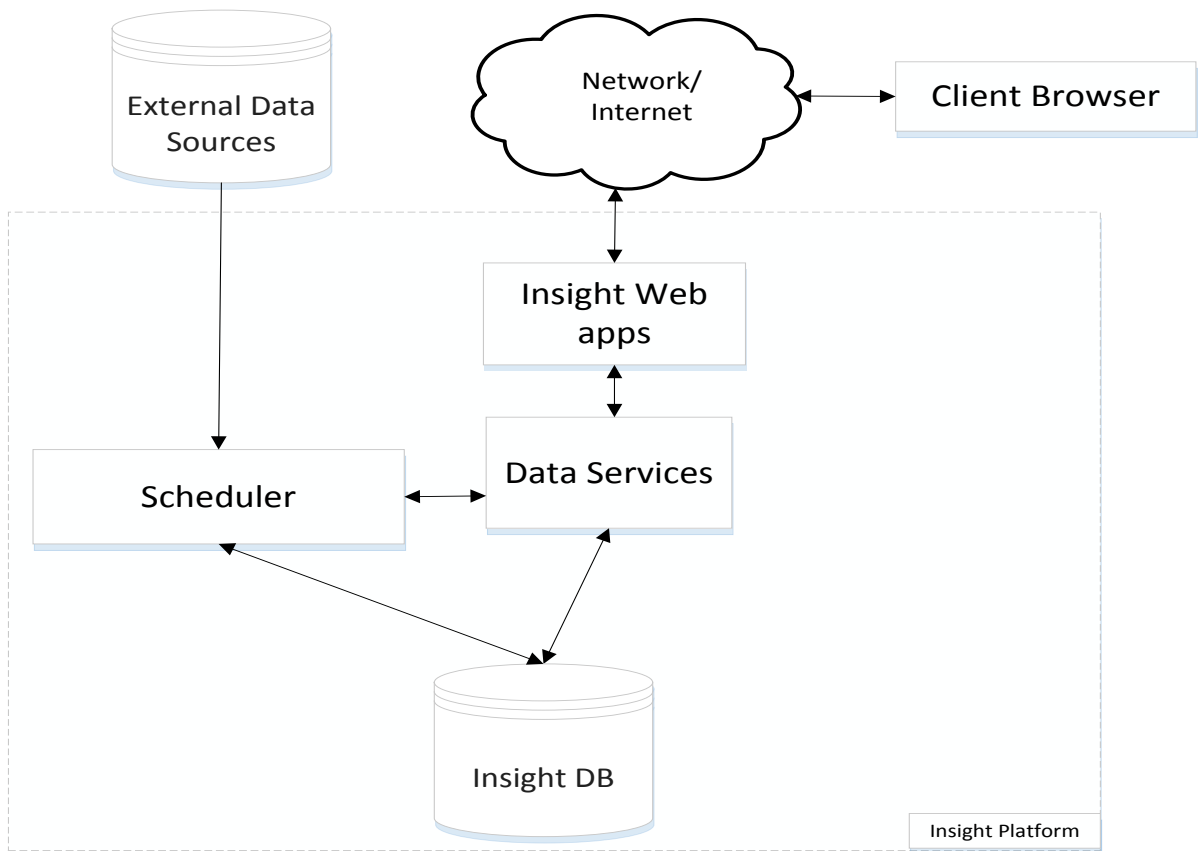 External Data
Sources
Network/
Internet
Client Browser
Insight Web
apps
Data Services
Scheduler
Insight DB
Insight Platform